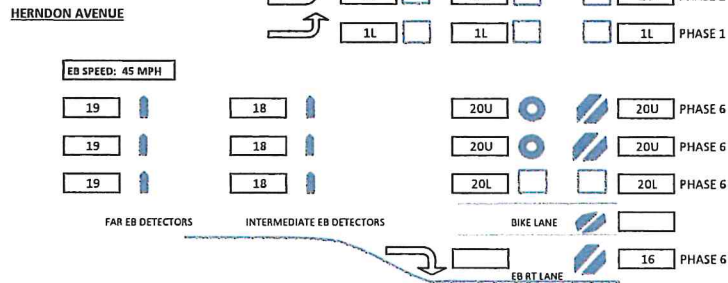 HERNDON AVENUE
1L 1L 1L PHASE 1
EB SPEED: 45 MPH
19 18 20U 20U PHASE 6
19 18 20U 20U PHASE 6
19 18 20L 20L PHASE 6
FAR EB DETECTORS INTERMEDIATE EB DETECTORS BIKE LANE
16 PHASE 6
EB RT LANE